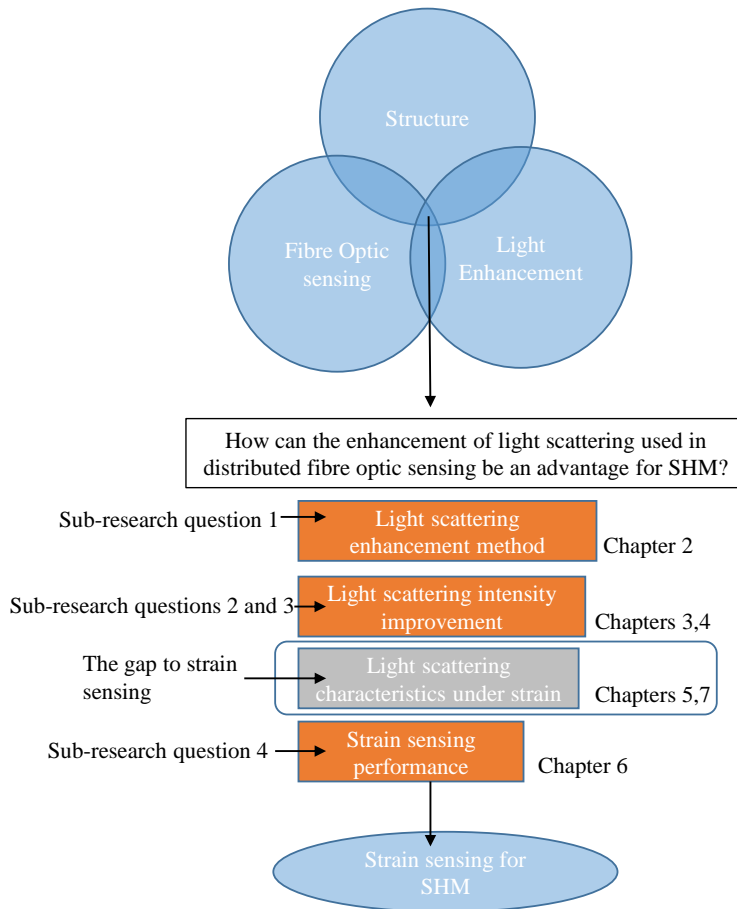 Structure
Fibre Optic
sensing
Light
Enhancement
How can the enhancement of light scattering used in
distributed fibre optic sensing be an advantage for SHM?
Sub-research question 1
Light scattering
enhancement method
Chapter 2
Sub-research questions 2 and 3
Light scattering intensity
improvement
Chapters 3,4
The gap to strain
sensing
Light scattering
characteristics under strain
Chapters 5,7
Sub-research question 4
Strain sensing
performance
Chapter 6
Strain sensing for
SHM